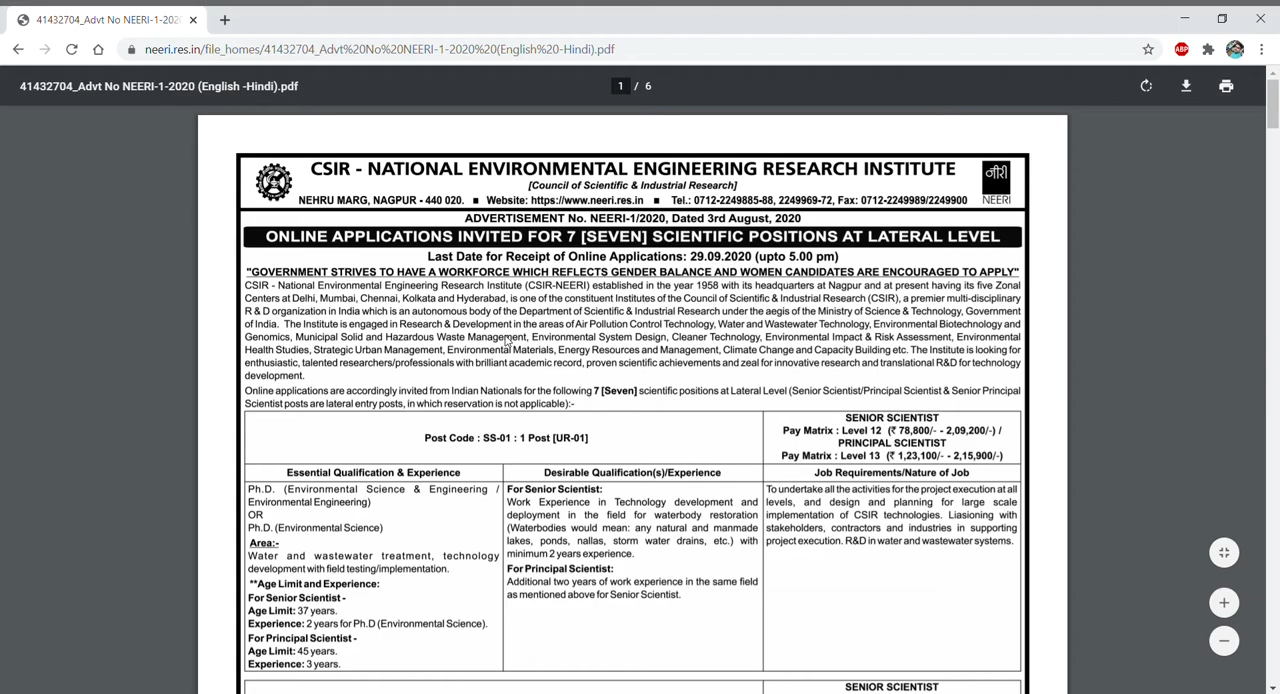 41432704_Advt No NEERI-1-202
neeri.res.in/file_homes/41432704_Advt%20No%20NEERI-1-2020%20(English%20-Hindi).pdf
ABP
41432704_Advt No NEERI-1-2020 (English -Hindi).pdf
1 / 6
CSIR - NATIONAL ENVIRONMENTAL ENGINEERING RESEARCH INSTITUTE
[Council of Scientific & Industrial Research]
नीरी
NEHRU MARG, NAGPUR - 440 020. ■ Website: https://www.neeri.res.in ■ Tel.: 0712-2249885-88, 2249969-72, Fax: 0712-2249989/2249900
NEERI
ADVERTISEMENT No. NEERI-1/2020, Dated 3rd August, 2020
ONLINE APPLICATIONS INVITED FOR 7 [SEVEN] SCIENTIFIC POSITIONS AT LATERAL LEVEL
Last Date for Receipt of Online Applications: 29.09.2020 (upto 5.00 pm)
"GOVERNMENT STRIVES TO HAVE A WORKFORCE WHICH REFLECTS GENDER BALANCE AND WOMEN CANDIDATES ARE ENCOURAGED TO APPLY"
CSIR - National Environmental Engineering Research Institute (CSIR-NEERI) established in the year 1958 with its headquarters at Nagpur and at present having its five Zonal
Centers at Delhi, Mumbai, Chennai, Kolkata and Hyderabad, is one of the constituent Institutes of the Council of Scientific & Industrial Research (CSIR), a premier multi-disciplinary
R & D organization in India which is an autonomous body of the Department of Scientific & Industrial Research under the aegis of the Ministry of Science & Technology, Government
of India. The Institute is engaged in Research & Development in the areas of Air Pollution Control Technology, Water and Wastewater Technology, Environmental Biotechnology and
Genomics, Municipal Solid and Hazardous Waste Management, Environmental System Design, Cleaner Technology, Environmental Impact & Risk Assessment, Environmental
Health Studies, Strategic Urban Management, Environmental Materials, Energy Resources and Management, Climate Change and Capacity Building etc. The Institute is looking for
enthusiastic, talented researchers/professionals with brilliant academic record, proven scientific achievements and zeal for innovative research and translational R&D for technology
development.
Online applications are accordingly invited from Indian Nationals for the following 7 [Seven] scientific positions at Lateral Level (Senior Scientist/Principal Scientist & Senior Principal
Scientist posts are lateral entry posts, in which reservation is not applicable):-
Post Code : SS-01 : 1 Post [UR-01]
SENIOR SCIENTIST
Pay Matrix : Level 12 (₹ 78,800/- - 2,09,200/-) /
PRINCIPAL SCIENTIST
Pay Matrix : Level 13 (₹ 1,23,100/- - 2,15,900/-)
Essential Qualification & Experience
Ph.D. (Environmental Science & Engineering /
Environmental Engineering)
OR
Ph.D. (Environmental Science)
Area:-
Water and wastewater treatment, technology
development with field testing/implementation.
**Age Limit and Experience:
For Senior Scientist -
Age Limit: 37 years.
Experience: 2 years for Ph.D (Environmental Science).
For Principal Scientist -
Age Limit: 45 years.
Experience: 3 years.
Desirable Qualification(s)/Experience
For Senior Scientist:
Work Experience in Technology development and
deployment in the field for waterbody restoration
(Waterbodies would mean: any natural and manmade
lakes, ponds, nallas, storm water drains, etc.) with
minimum 2 years experience.
For Principal Scientist:
Additional two years of work experience in the same field
as mentioned above for Senior Scientist.
Job Requirements/Nature of Job
To undertake all the activities for the project execution at all
levels, and design and planning for large scale
implementation of CSIR technologies. Liasioning with
stakeholders, contractors and industries in supporting
project execution. R&D in water and wastewater systems.
SENIOR SCIENTIST